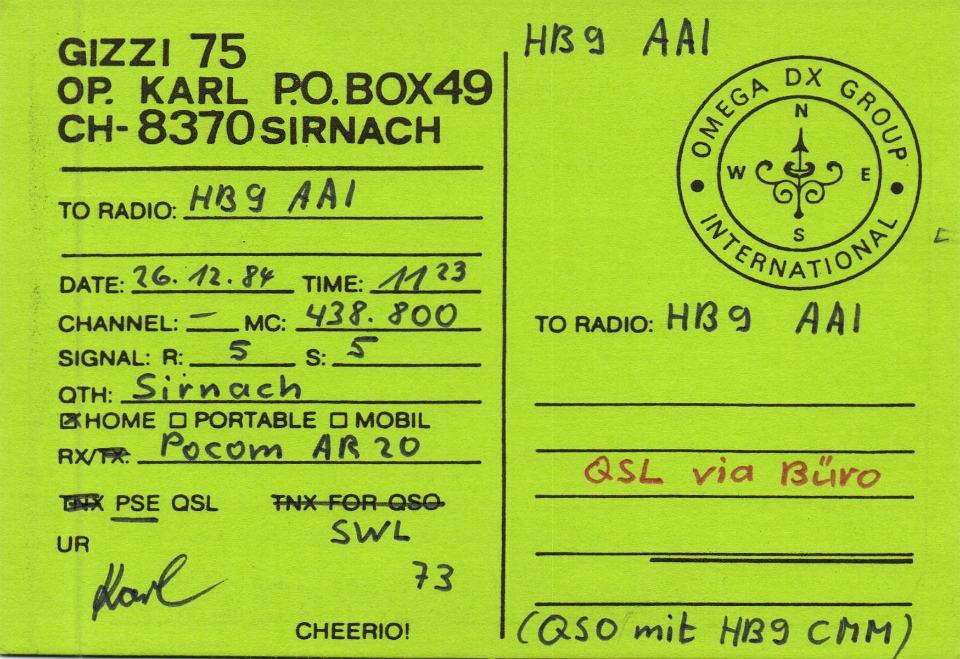 GIZZI 75
OP. KARL P.O. BOX 49
CH-8370 SIRNACH
TO RADIO: HB9 AAI
DATE: 26.12.84 TIME: 11 23
CHANNEL: — MC: 438.800
SIGNAL: R: 5 S: 5
QTH: Sirnach
☒ HOME ☐ PORTABLE ☐ MOBIL
RX/TX: Pocom AR 20
TNX PSE QSL TNX FOR QSO
SWL
UR
73
Karl
CHEERIO!
HB9 AAI
OMEGA DX GROUP
N
W E
S
INTERNATIONAL
TO RADIO: HB9 AAI
QSL via Büro
(QSO mit HB9 CMM)